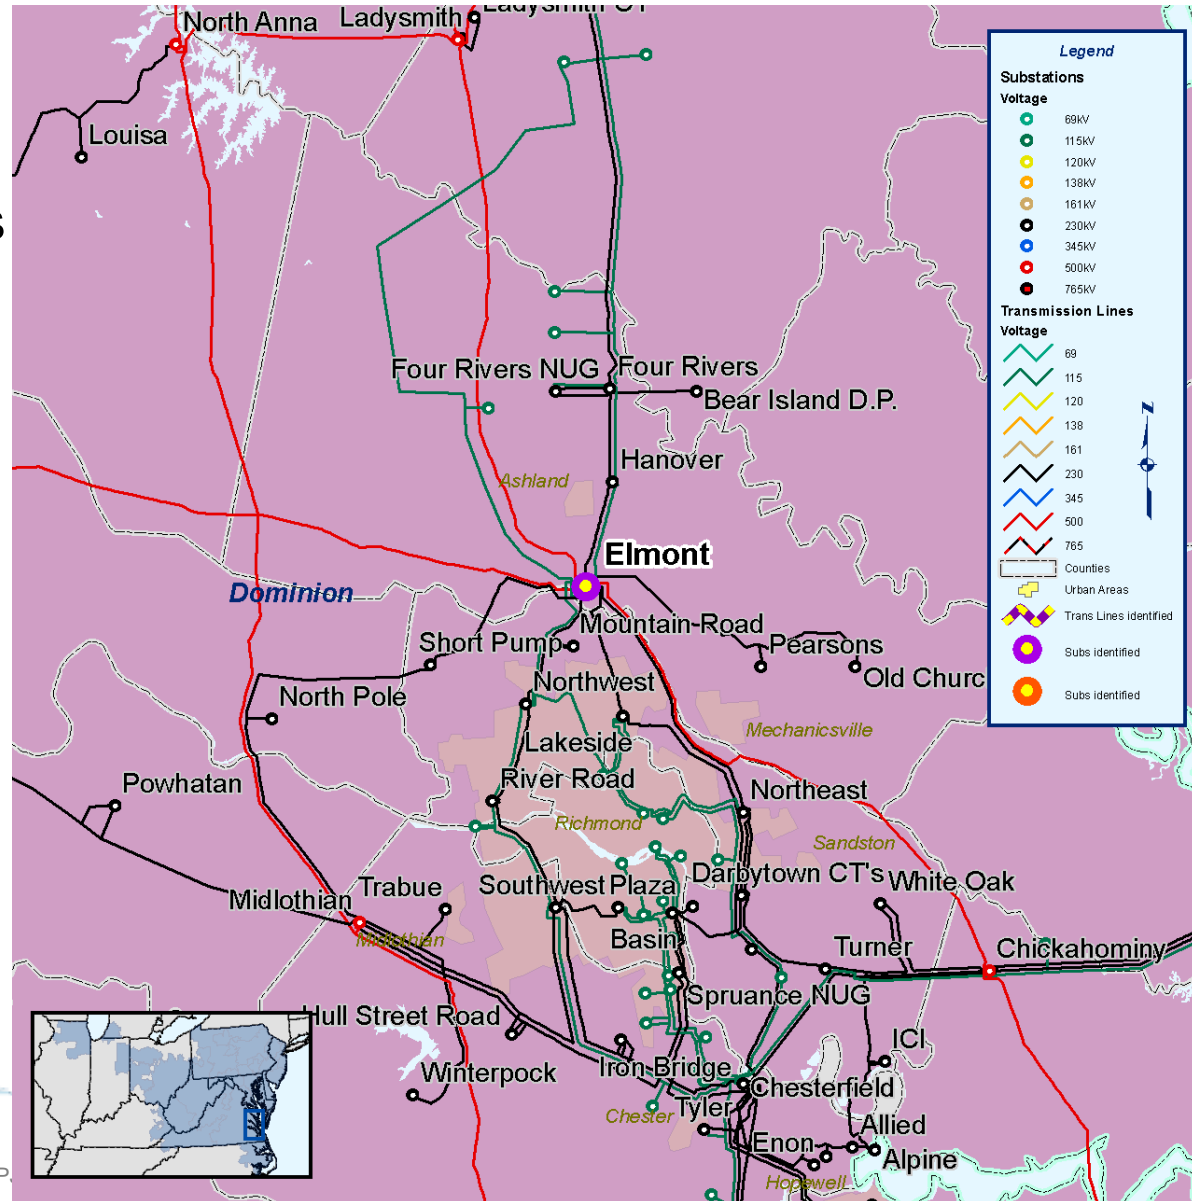 North Anna
Ladysmith
Ladysmith CT
Louisa
S
Four Rivers NUG
Four Rivers
Bear Island D.P.
Hanover
Ashland
Elmont
Dominion
Mountain Road
Short Pump
Pearsons
Old Churc
North Pole
Northwest
Mechanicsville
Lakeside
River Road
Powhatan
Northeast
Richmond
Sandston
Trabue
Southwest
Plaza
Darbytown CT's
White Oak
Midlothian
Midlothian
Basin
Turner
Chickahominy
Spruance NUG
Hull Street Road
ICI
Iron Bridge
Winterpock
Chesterfield
Chester
Tyler
Allied
Enon
Alpine
Hopewell
P
Legend
Substations
Voltage
69kV
115kV
120kV
138kV
161kV
230kV
345kV
500kV
765kV
Transmission Lines
Voltage
69
115
120
138
161
230
345
500
765
Counties
Urban Areas
Trans Lines identified
Subs identified
Subs identified
Z